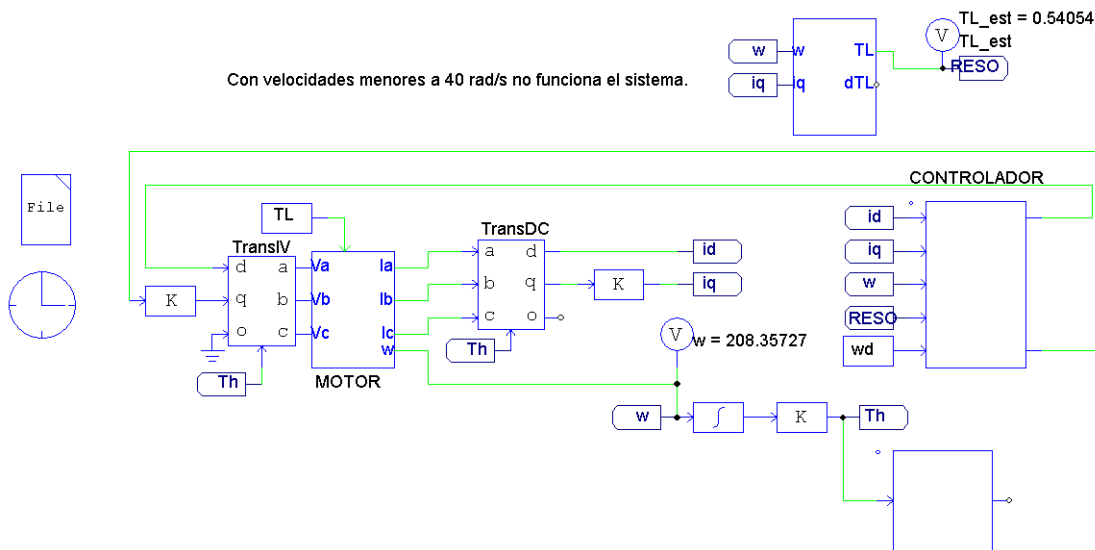 TL_est = 0.54054
V
TL_est
w
w
TL
RESO
Con velocidades menores a 40 rad/s no funciona el sistema.
iq
iq
dTL
CONTROLADOR
File
TL
TransIV
TransDC
id
iq
w
RESO
wd
d
a
Va
Ia
a
d
id
K
q
b
Vb
Ib
b
q
K
iq
o
c
Vc
Ic
w
c
o
Th
V
w = 208.35727
Th
MOTOR
w
∫
K
Th